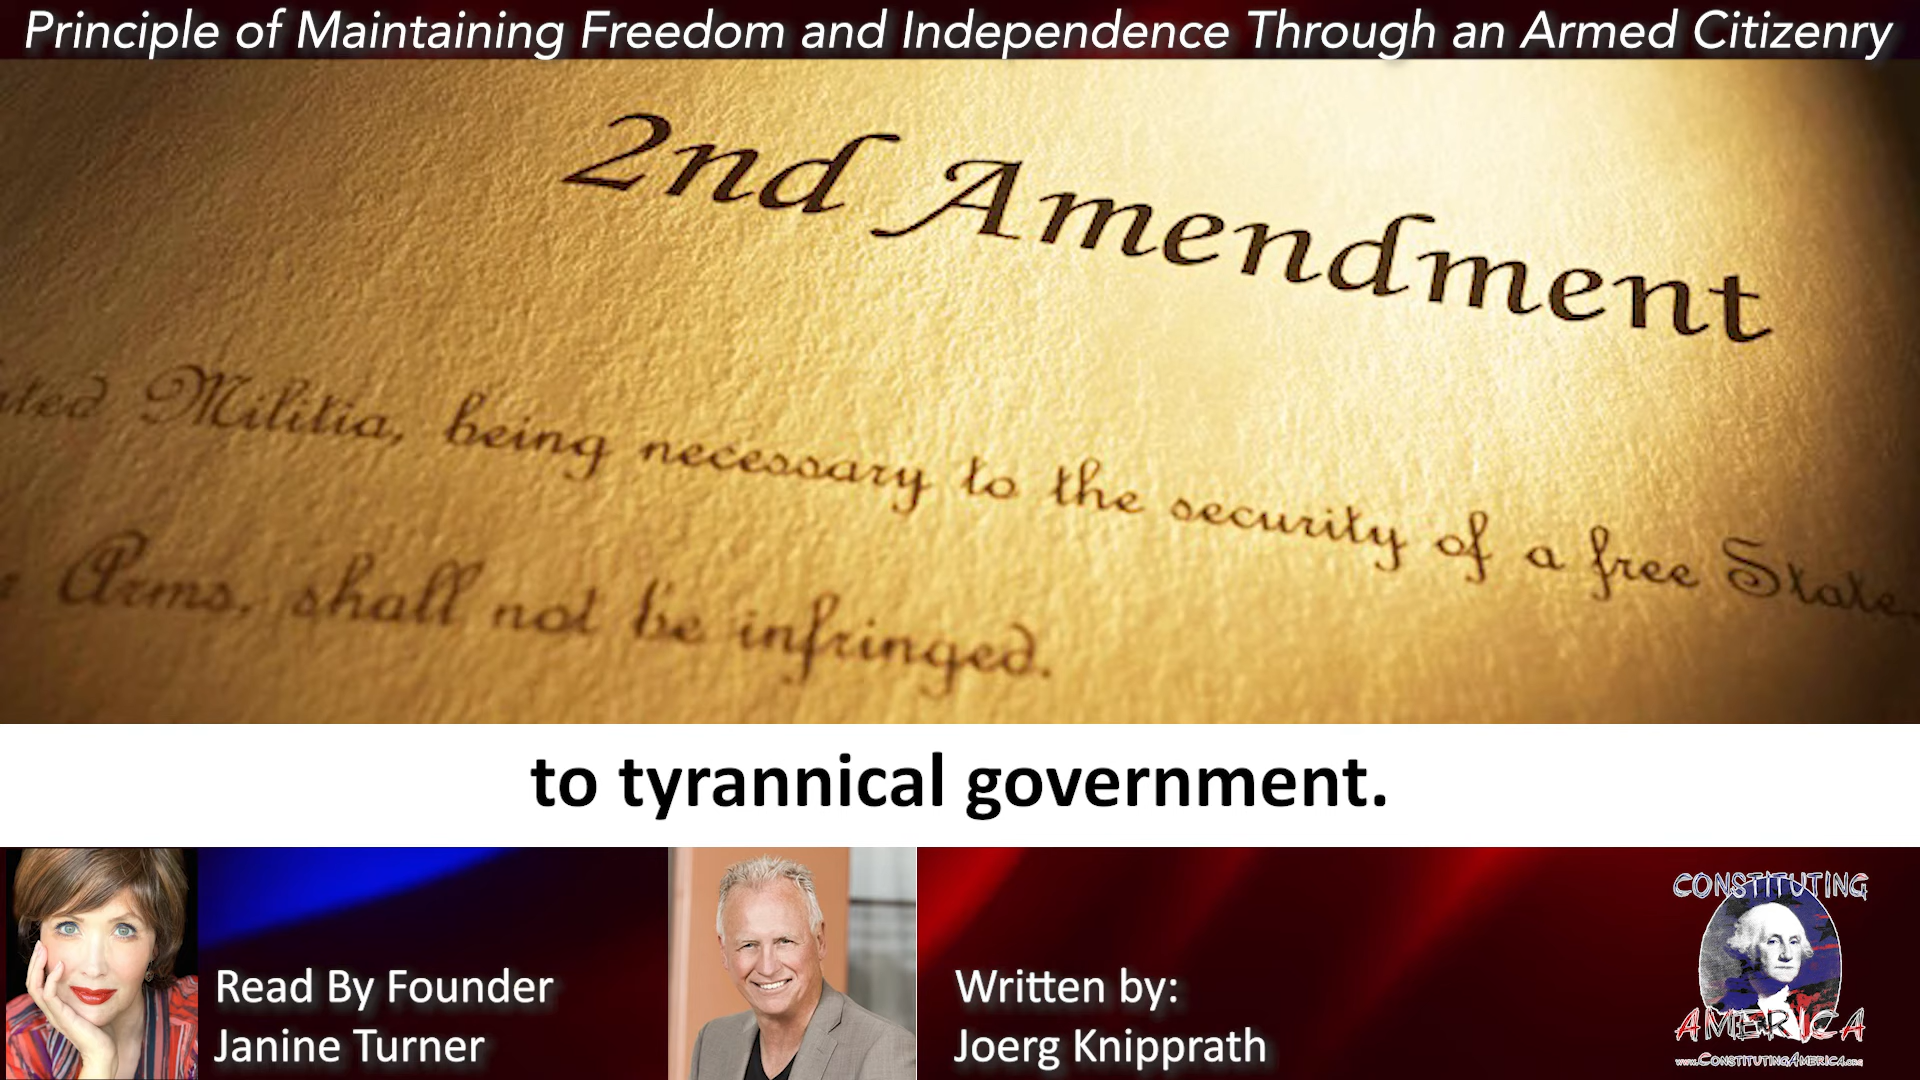 Principle of Maintaining Freedom and Independence Through an Armed Citizenry
2nd Amendment
Militia, being necessary to the security of a free State,
Arms, shall not be infringed.
to tyrannical government.
Read By Founder
Janine Turner
Written by:
Joerg Knipprath
CONSTITUTING
AMERICA
www.ConstitutingAmerica.org